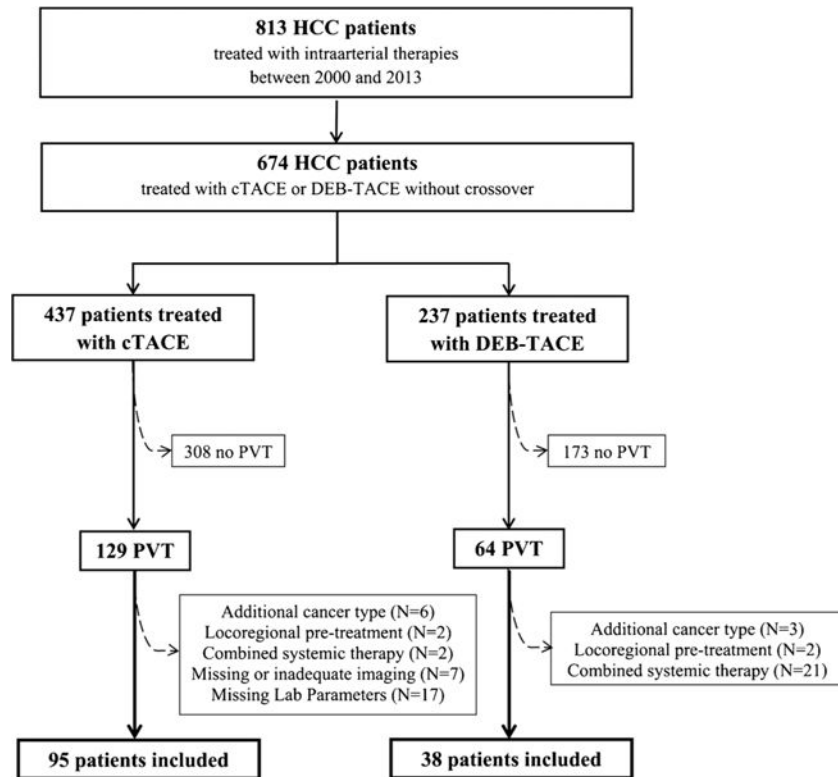 813 HCC patients
treated with intraarterial therapies
between 2000 and 2013
674 HCC patients
treated with cTACE or DEB-TACE without crossover
437 patients treated
with cTACE
237 patients treated
with DEB-TACE
308 no PVT
173 no PVT
129 PVT
64 PVT
Additional cancer type (N=6)
Locoregional pre-treatment (N=2)
Combined systemic therapy (N=2)
Missing or inadequate imaging (N=7)
Missing Lab Parameters (N=17)
Additional cancer type (N=3)
Locoregional pre-treatment (N=2)
Combined systemic therapy (N=21)
95 patients included
38 patients included